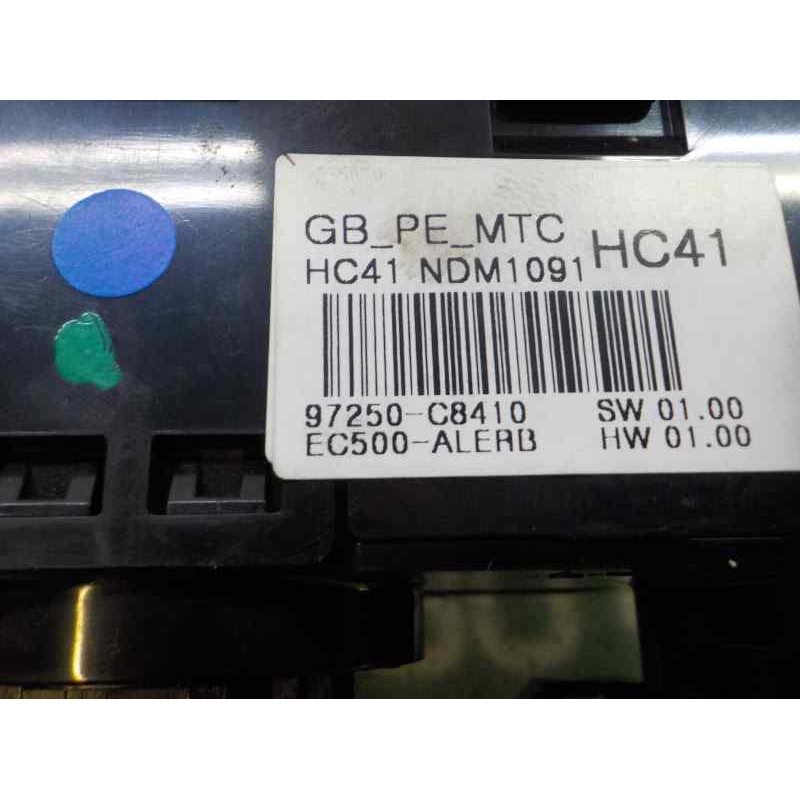 GB_PE_MTC
HC41 NDM1091 HC41
97250-C8410 SW 01.00
EC500-ALERB HW 01.00